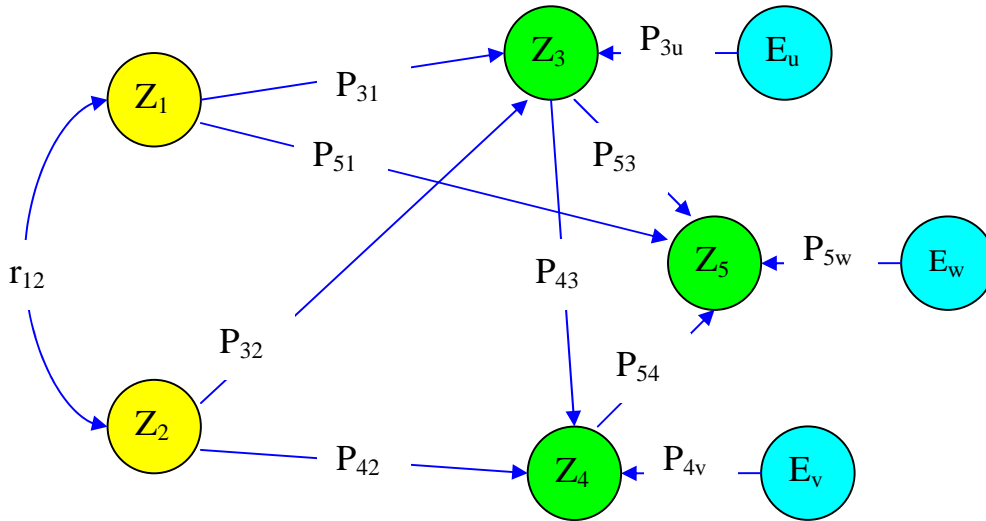 Z₃
P₃ᵤ
Eᵤ
Z₁
P₃₁
P₅₁
P₅₃
r₁₂
P₄₃
Z₅
P₅w
Ew
P₃₂
P₅₄
Z₂
P₄₂
Z₄
P₄ᵥ
Eᵥ